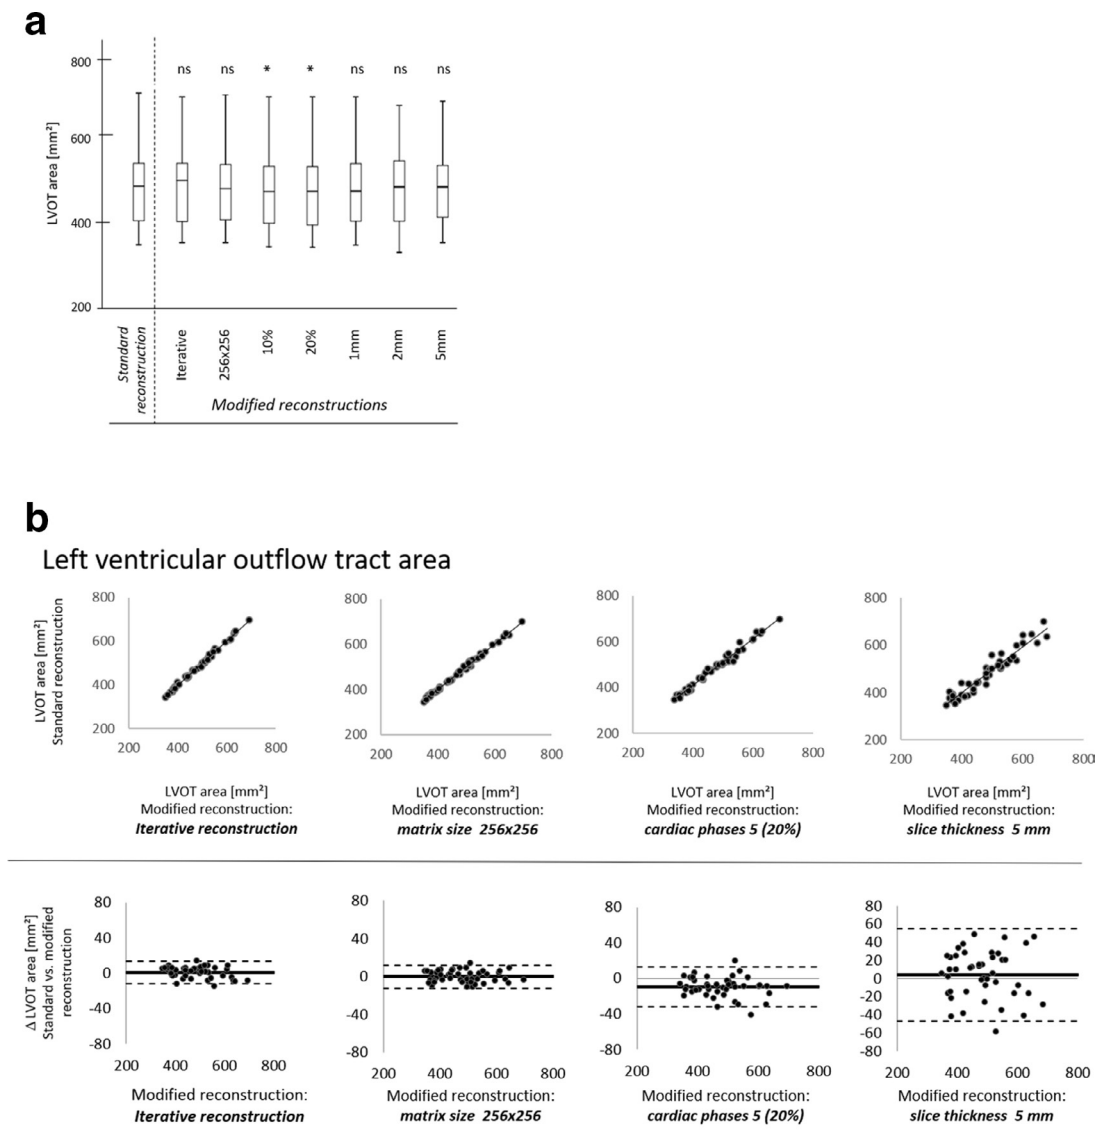 a
800
600
400
200
LVOT area [mm²]
ns ns * * ns ns ns
Standard
reconstruction
Iterative
256x256
10%
20%
1mm
2mm
5mm
Modified reconstructions
b
Left ventricular outflow tract area
LVOT area [mm²]
Standard reconstruction
800
600
400
200
200 400 600 800
LVOT area [mm²]
Modified reconstruction:
Iterative reconstruction
800
600
400
200
200 400 600 800
LVOT area [mm²]
Modified reconstruction:
matrix size 256x256
800
600
400
200
200 400 600 800
LVOT area [mm²]
Modified reconstruction:
cardiac phases 5 (20%)
800
600
400
200
200 400 600 800
LVOT area [mm²]
Modified reconstruction:
slice thickness 5 mm
Δ LVOT area [mm²]
Standard vs. modified
reconstruction
80
40
0
-40
-80
200 400 600 800
Modified reconstruction:
Iterative reconstruction
80
40
0
-40
-80
200 400 600 800
Modified reconstruction:
matrix size 256x256
80
40
0
-40
-80
200 400 600 800
Modified reconstruction:
cardiac phases 5 (20%)
80
60
40
20
0
-20
-40
-60
-80
200 400 600 800
Modified reconstruction:
slice thickness 5 mm